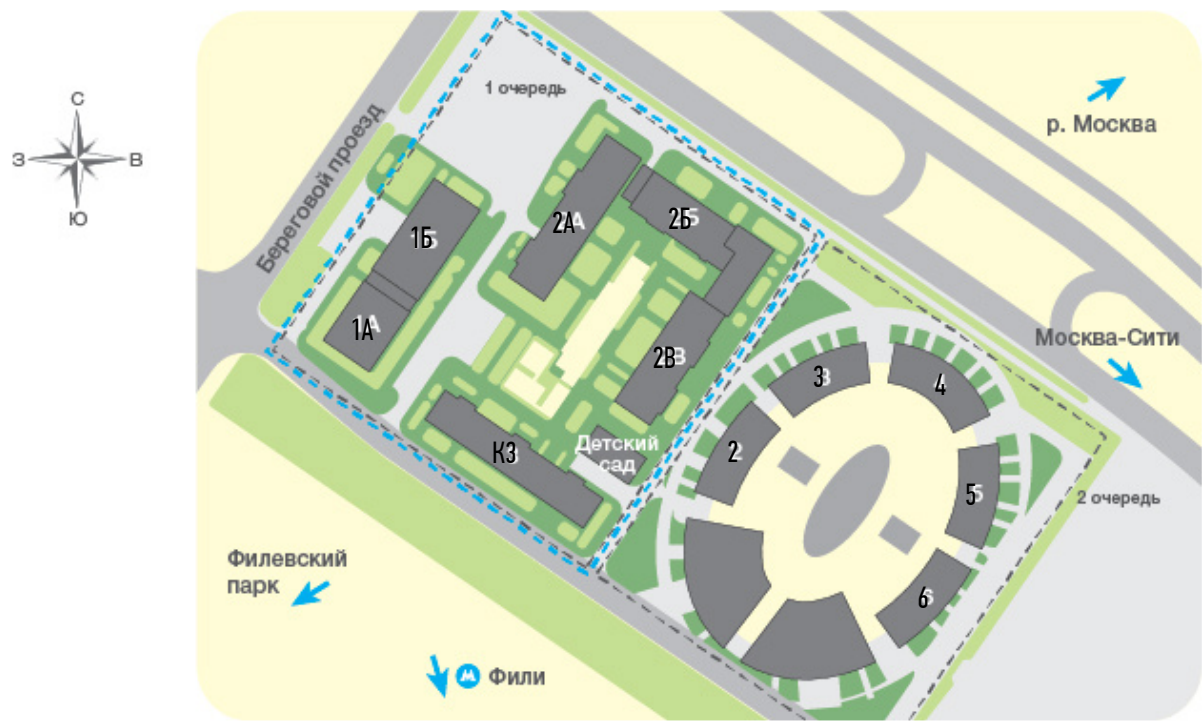 С
З
В
Ю
1 очередь
Береговой проезд
р. Москва
2А
2Б
1Б
1А
2В
Москва-Сити
3
4
К3
Детский
сад
2
5
2 очередь
Филевский
парк
6
М Фили